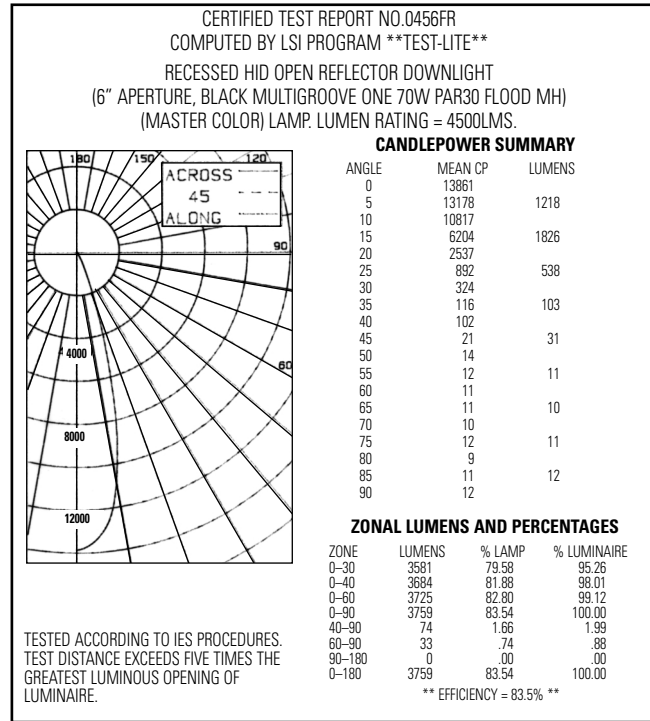 CERTIFIED TEST REPORT NO.0456FR
COMPUTED BY LSI PROGRAM **TEST-LITE**
RECESSED HID OPEN REFLECTOR DOWNLIGHT
(6” APERTURE, BLACK MULTIGROOVE ONE 70W PAR30 FLOOD MH)
(MASTER COLOR) LAMP. LUMEN RATING = 4500LMS.
180 150 120
ACROSS
45
ALONG
90
60
4000
8000
12000
CANDLEPOWER SUMMARY
ANGLE MEAN CP LUMENS
0 13861
5 13178 1218
10 10817
15 6204 1826
20 2537
25 892 538
30 324
35 116 103
40 102
45 21 31
50 14
55 12 11
60 11
65 11 10
70 10
75 12 11
80 9
85 11 12
90 12
ZONAL LUMENS AND PERCENTAGES
ZONE LUMENS % LAMP % LUMINAIRE
0–30 3581 79.58 95.26
0–40 3684 81.88 98.01
0–60 3725 82.80 99.12
0–90 3759 83.54 100.00
40–90 74 1.66 1.99
60–90 33 .74 .88
90–180 0 .00 .00
0–180 3759 83.54 100.00
** EFFICIENCY = 83.5% **
TESTED ACCORDING TO IES PROCEDURES.
TEST DISTANCE EXCEEDS FIVE TIMES THE
GREATEST LUMINOUS OPENING OF
LUMINAIRE.